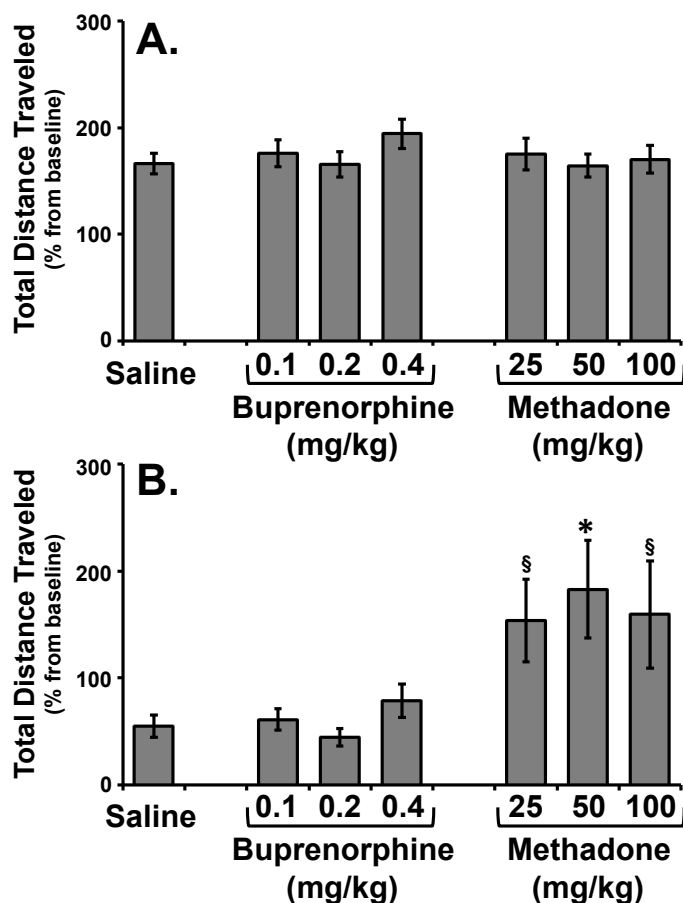 A.
Total Distance Traveled
(% from baseline)
300
200
100
0
Saline
0.1 0.2 0.4
25 50 100
Buprenorphine
(mg/kg)
Methadone
(mg/kg)
B.
Total Distance Traveled
(% from baseline)
300
200
100
0
§ * §
Saline
0.1 0.2 0.4
25 50 100
Buprenorphine
(mg/kg)
Methadone
(mg/kg)